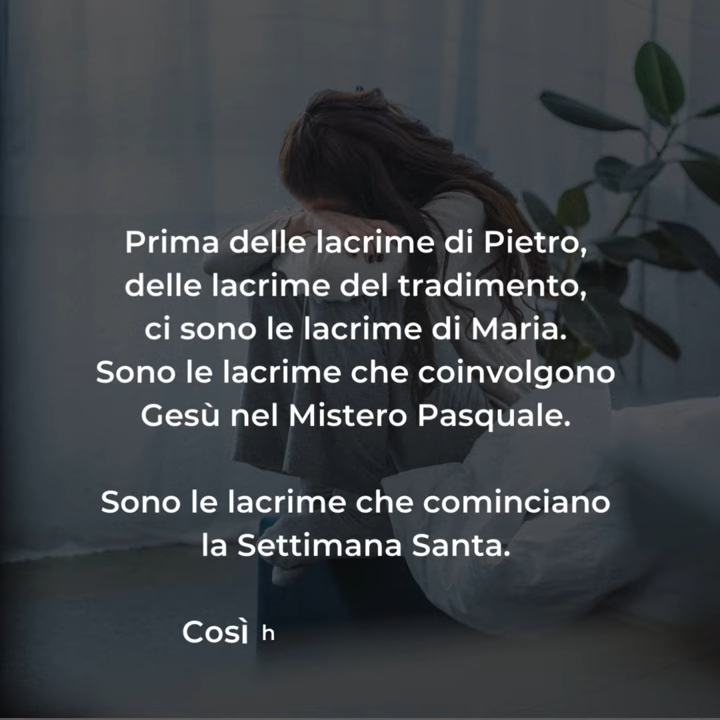 Prima delle lacrime di Pietro,
delle lacrime del tradimento,
ci sono le lacrime di Maria.
Sono le lacrime che coinvolgono
Gesù nel Mistero Pasquale.
Sono le lacrime che cominciano
la Settimana Santa.
Così h